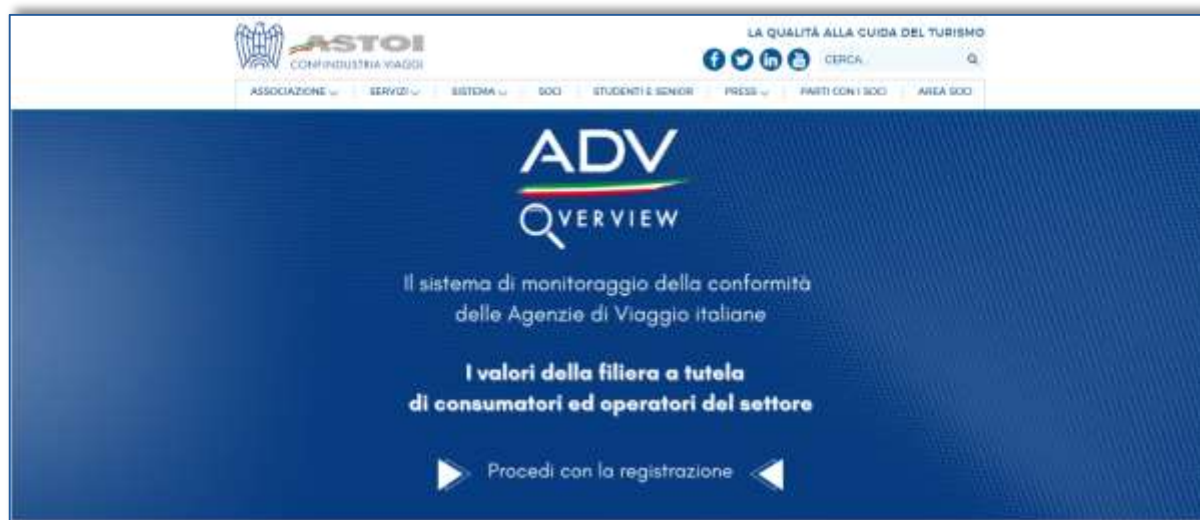 ASTOI
CONFINDUSTRIA VIAGGI
LA QUALITÀ ALLA GUIDA DEL TURISMO
CERCA...
ASSOCIAZIONE SERVIZI SISTEMA SOCI STUDENTI E SENIOR PRESS PARTI CON I SOCI AREA SOCI
ADV
OVERVIEW
Il sistema di monitoraggio della conformità
delle Agenzie di Viaggio italiane
I valori della filiera a tutela
di consumatori ed operatori del settore
Procedi con la registrazione